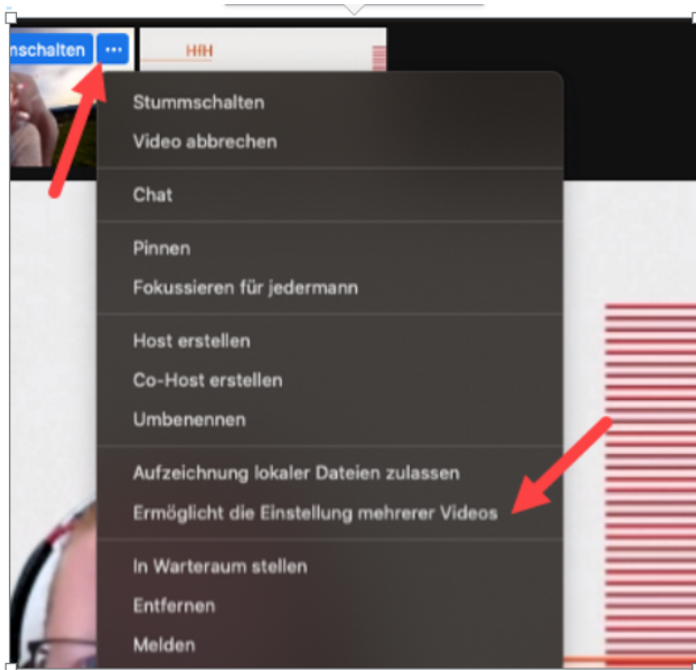 mschalten ...
HfH
Stummschalten
Video abbrechen
Chat
Pinnen
Fokussieren für jedermann
Host erstellen
Co-Host erstellen
Umbenennen
Aufzeichnung lokaler Dateien zulassen
Ermöglicht die Einstellung mehrerer Videos
In Warteraum stellen
Entfernen
Melden